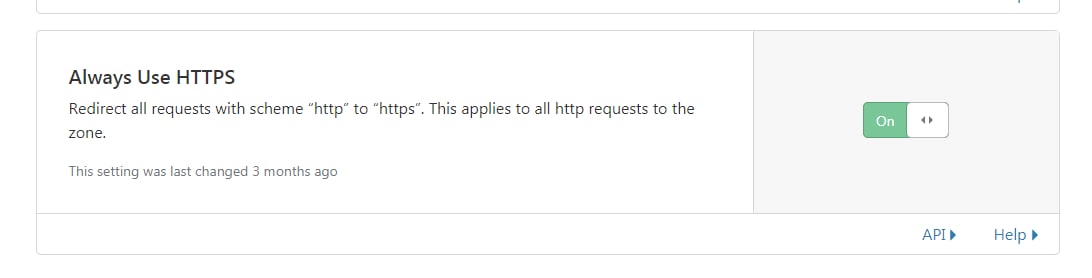 Always Use HTTPS
Redirect all requests with scheme “http” to “https”. This applies to all http requests to the
zone.
On
This setting was last changed 3 months ago
API
Help